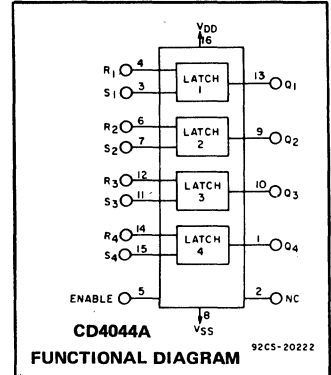 VDD
16
R1 4
S1 3
LATCH
1
13 Q1
R2 6
S2 7
LATCH
2
9 Q2
R3 12
S3 11
LATCH
3
10 Q3
R4 14
S4 15
LATCH
4
1 Q4
ENABLE 5
2 NC
8
VSS
CD4044A
92CS-20222
FUNCTIONAL DIAGRAM